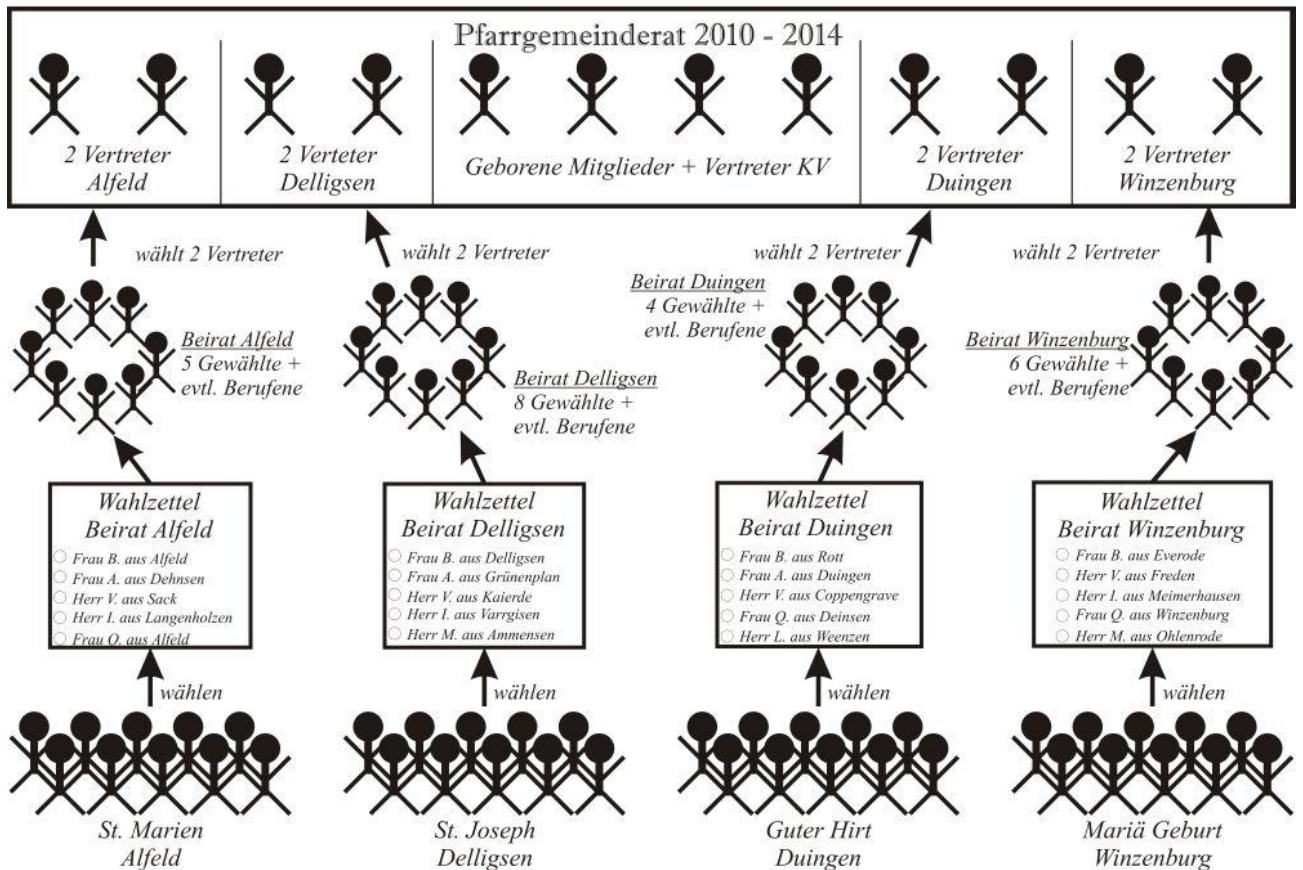 Pfarrgemeinderat 2010 - 2014
2 Vertreter
Alfeld
2 Verteter
Delligsen
Geborene Mitglieder + Vertreter KV
2 Vertreter
Duingen
2 Vertreter
Winzenburg
wählt 2 Vertreter
wählt 2 Vertreter
wählt 2 Vertreter
wählt 2 Vertreter
Beirat Alfeld
5 Gewählte +
evtl. Berufene
Beirat Delligsen
8 Gewählte +
evtl. Berufene
Beirat Duingen
4 Gewählte +
evtl. Berufene
Beirat Winzenburg
6 Gewählte +
evtl. Berufene
Wahlzettel
Beirat Alfeld
Frau B. aus Alfeld
Frau A. aus Dehnsen
Herr V. aus Sack
Herr I. aus Langenholzen
Frau O. aus Alfeld
Wahlzettel
Beirat Delligsen
Frau B. aus Delligsen
Frau A. aus Grünenplan
Herr V. aus Kaierde
Herr I. aus Varrgisen
Herr M. aus Ammensen
Wahlzettel
Beirat Duingen
Frau B. aus Rott
Frau A. aus Duingen
Herr V. aus Coppengrave
Frau Q. aus Deinsen
Herr L. aus Weenzen
Wahlzettel
Beirat Winzenburg
Frau B. aus Everode
Herr V. aus Freden
Herr I. aus Meimerhausen
Frau Q. aus Winzenburg
Herr M. aus Ohlenrode
wählen
wählen
wählen
wählen
St. Marien
Alfeld
St. Joseph
Delligsen
Guter Hirt
Duingen
Mariä Geburt
Winzenburg